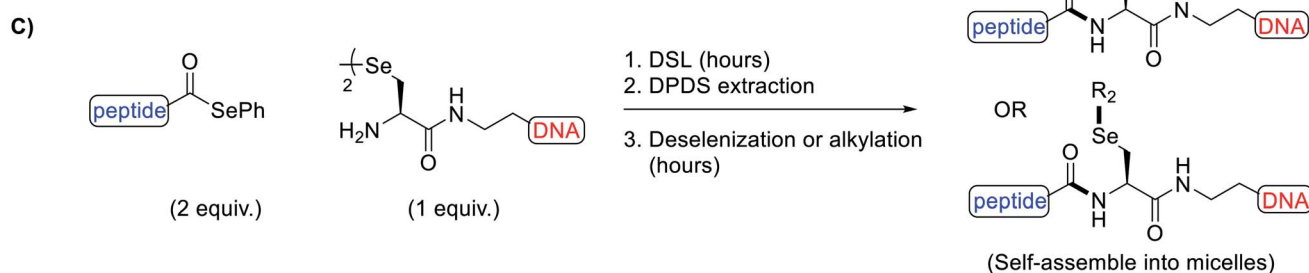 C)
peptide
N
H
O
N
DNA
O
SePh
peptide
(2 equiv.)
2
Se
H2N
O
H
N
DNA
(1 equiv.)
1. DSL (hours)
2. DPDS extraction
3. Deselenization or alkylation
(hours)
OR
R2
Se
O
peptide
N
H
O
H
N
DNA
(Self-assemble into micelles)